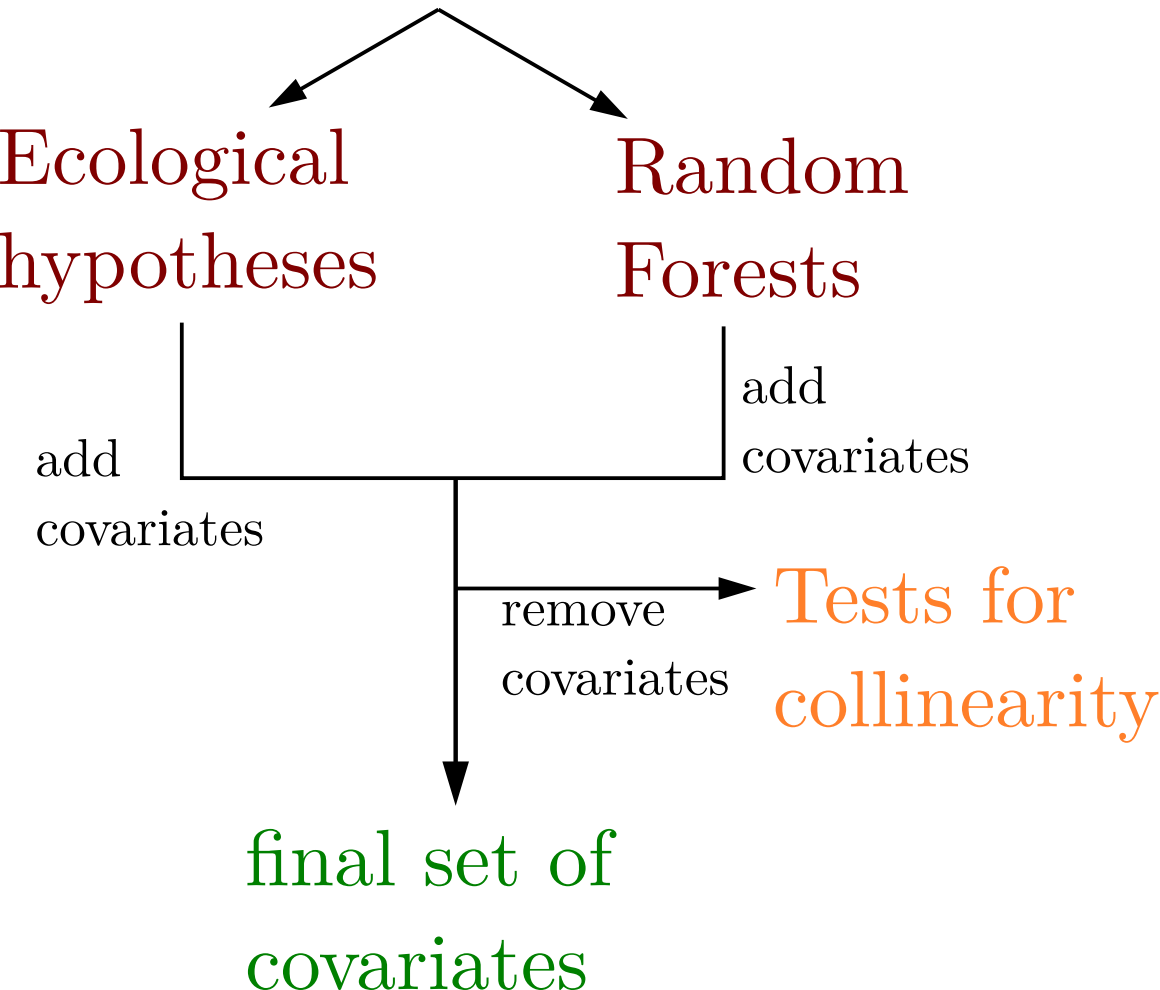 Ecological
hypotheses
Random
Forests
add
covariates
add
covariates
remove
covariates
Tests for
collinearity
final set of
covariates